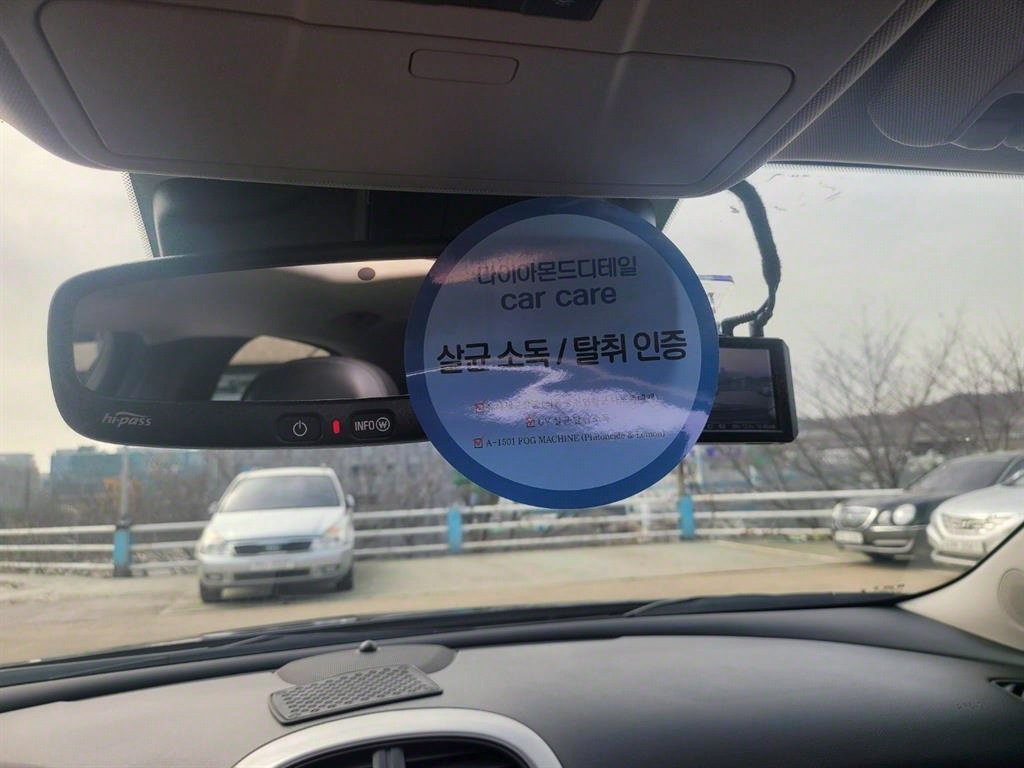 다이아몬드디테일
car care
살균 소독 / 탈취 인증
A-1501 FOG MACHINE (Phytoncide & Lemon)
hi-pass
INFO